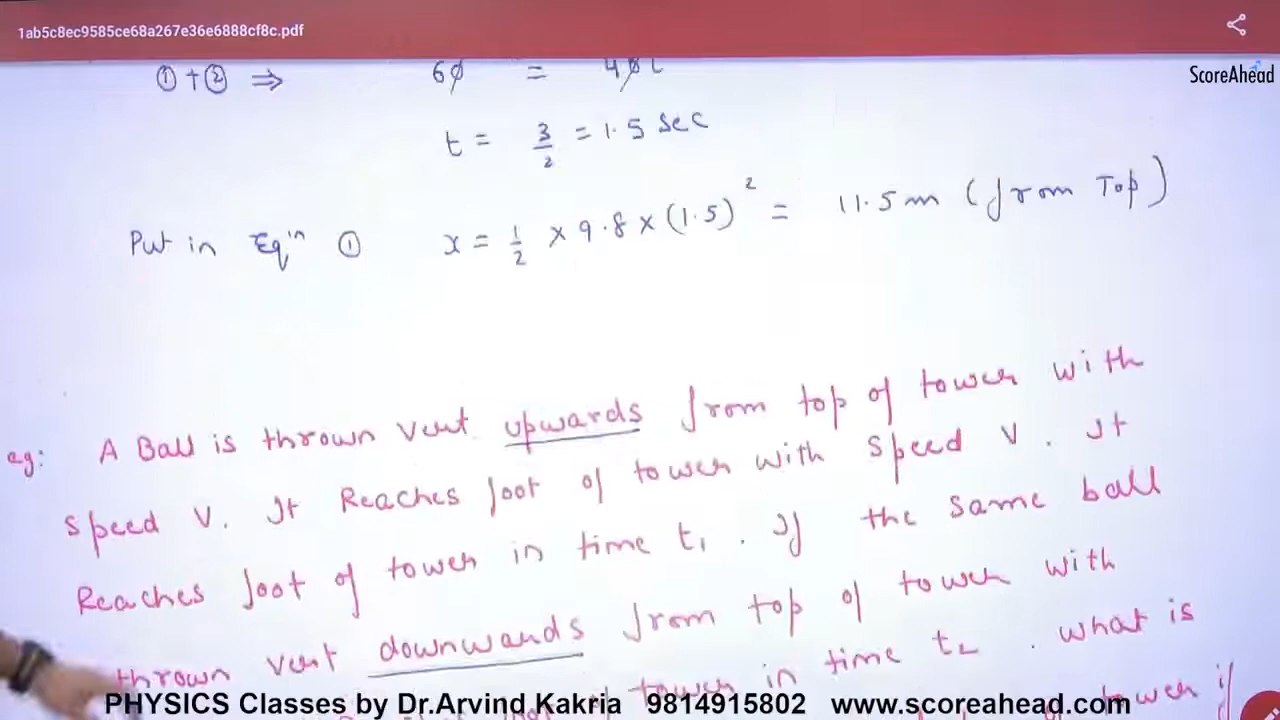 1ab5c8ec9585ce68a267e36e6888cf8c.pdf
ScoreAhead
① + ② ⇒ 60 = 40t
t = 3/2 = 1.5 sec
Put in Eqⁿ ① x = 1/2 × 9.8 × (1.5)² = 11.5 m (from Top)
eg: A Ball is thrown vert upwards from top of tower with
speed V. It Reaches foot of tower with speed V. It
Reaches foot of tower in time t₁. If the same ball
thrown vert downwards from top of tower with
of tower in time t₂. What is
tower if
PHYSICS Classes by Dr.Arvind Kakria 9814915802 www.scoreahead.com